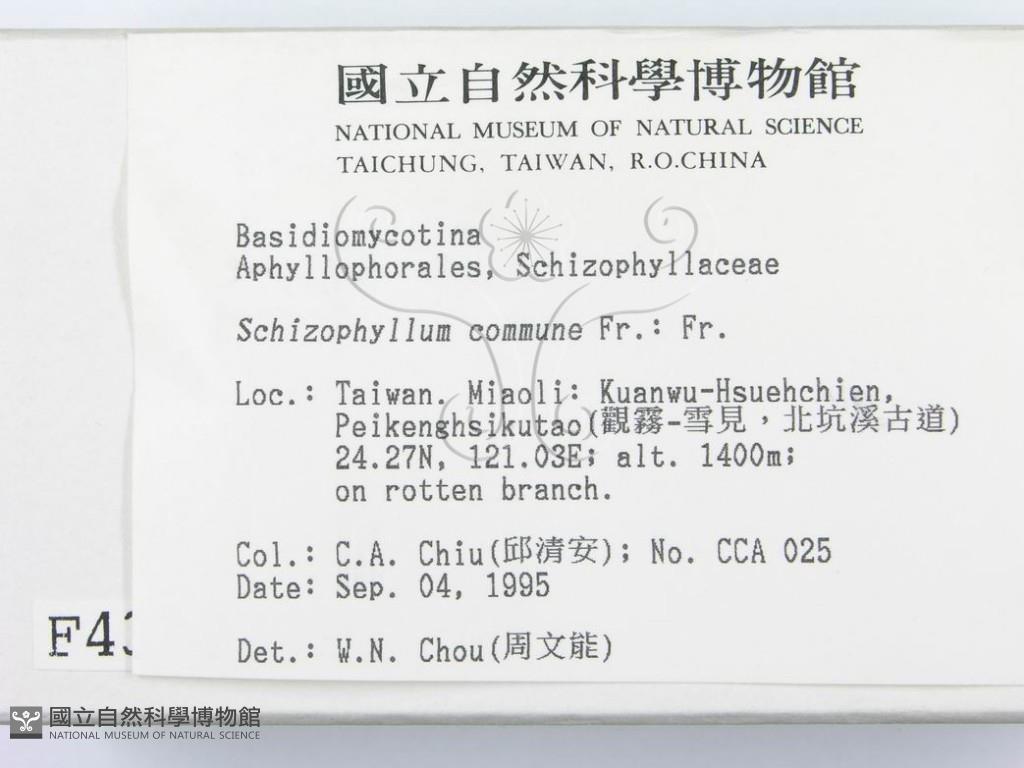 國立自然科學博物館
NATIONAL MUSEUM OF NATURAL SCIENCE
TAICHUNG, TAIWAN, R.O.CHINA
Basidiomycotina
Aphyllophorales, Schizophyllaceae
Schizophyllum commune Fr.: Fr.
Loc.: Taiwan. Miaoli: Kuanwu-Hsuehchien,
Peikenghsikutao(觀霧-雪見，北坑溪古道)
24.27N, 121.03E; alt. 1400m;
on rotten branch.
Col.: C.A. Chiu(邱清安); No. CCA 025
Date: Sep. 04, 1995
Det.: W.N. Chou(周文能)
國立自然科學博物館
NATIONAL MUSEUM OF NATURAL SCIENCE